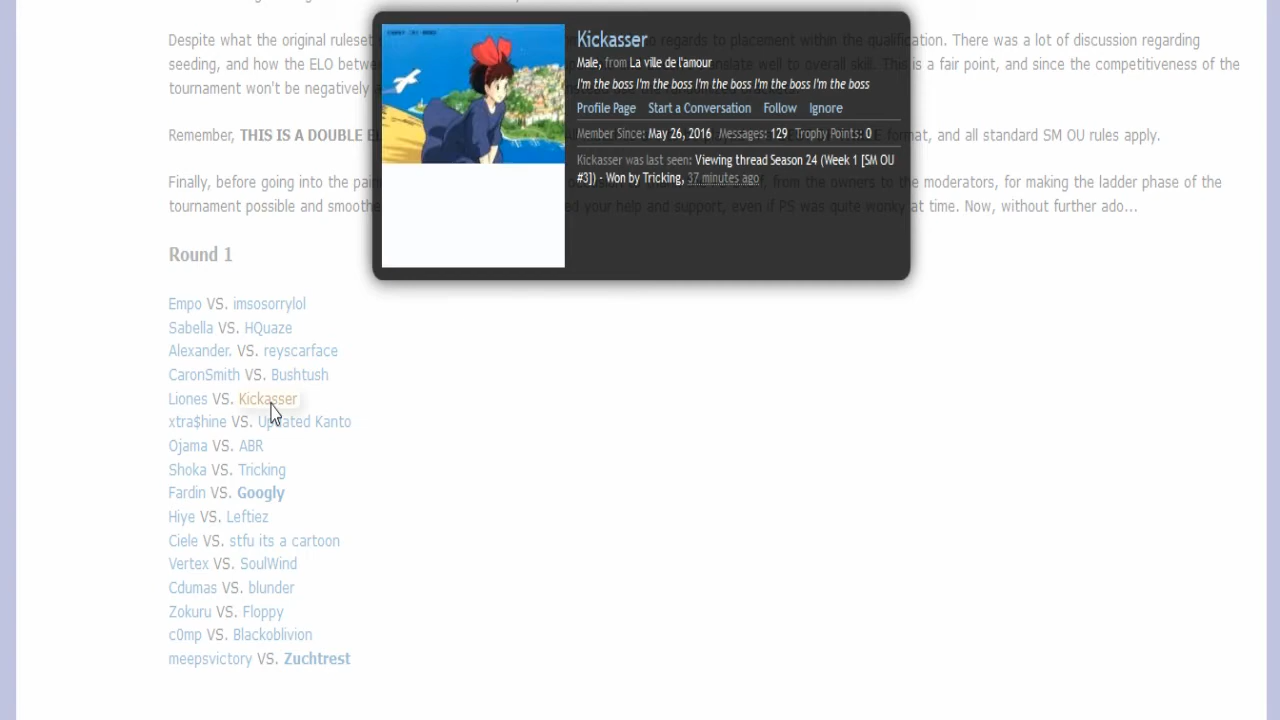 Despite what the original ruleset regards to placement within the qualification. There was a lot of discussion regarding
seeding, and how the ELO betwe nslate well to overall skill. This is a fair point, and since the competitiveness of the
tournament won't be negatively
Remember, THIS IS A DOUBLE E format, and all standard SM OU rules apply.
Finally, before going into the from the owners to the moderators, for making the ladder phase of the
tournament possible and smooth d your help and support, even if PS was quite wonky at time. Now, without further ado...
Kickasser
Male, from La ville de l'amour
I'm the boss I'm the boss I'm the boss I'm the boss I'm the boss
Profile Page Start a Conversation Follow Ignore
Member Since: May 26, 2016 Messages: 129 Trophy Points: 0
Kickasser was last seen: Viewing thread Season 24 (Week 1 [SM OU
#3]) - Won by Tricking, 37 minutes ago
Round 1
Empo VS. imsosorrylol
Sabella VS. HQuaze
Alexander. VS. reyscarface
CaronSmith VS. Bushtush
Liones VS. Kickasser
xtra$hine VS. Updated Kanto
Ojama VS. ABR
Shoka VS. Tricking
Fardin VS. Googly
Hiye VS. Leftiez
Ciele VS. stfu its a cartoon
Vertex VS. SoulWind
Cdumas VS. blunder
Zokuru VS. Floppy
c0mp VS. Blackoblivion
meepsvictory VS. Zuchtrest